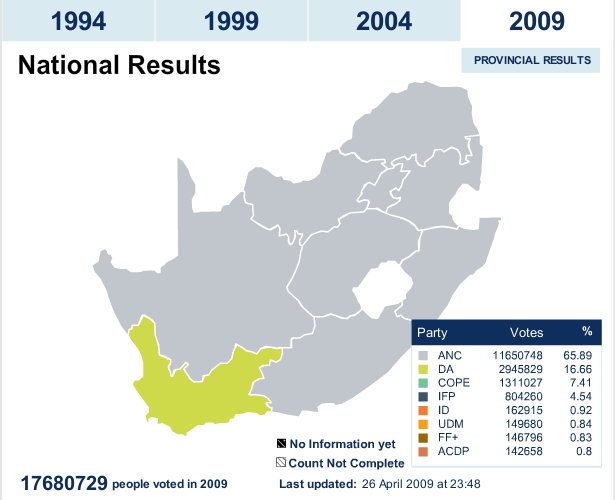 1994 1999 2004 2009
National Results
PROVINCIAL RESULTS
Party Votes %
ANC 11650748 65.89
DA 2945829 16.66
COPE 1311027 7.41
IFP 804260 4.54
ID 162915 0.92
UDM 149680 0.84
FF+ 146796 0.83
ACDP 142658 0.8
No Information yet
Count Not Complete
17680729 people voted in 2009
Last updated: 26 April 2009 at 23:48